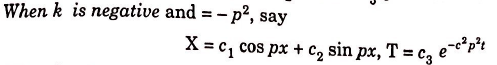 When k is negative and = – p², say
X = c₁ cos px + c₂ sin px, T = c₃ e^{–c²p²t}